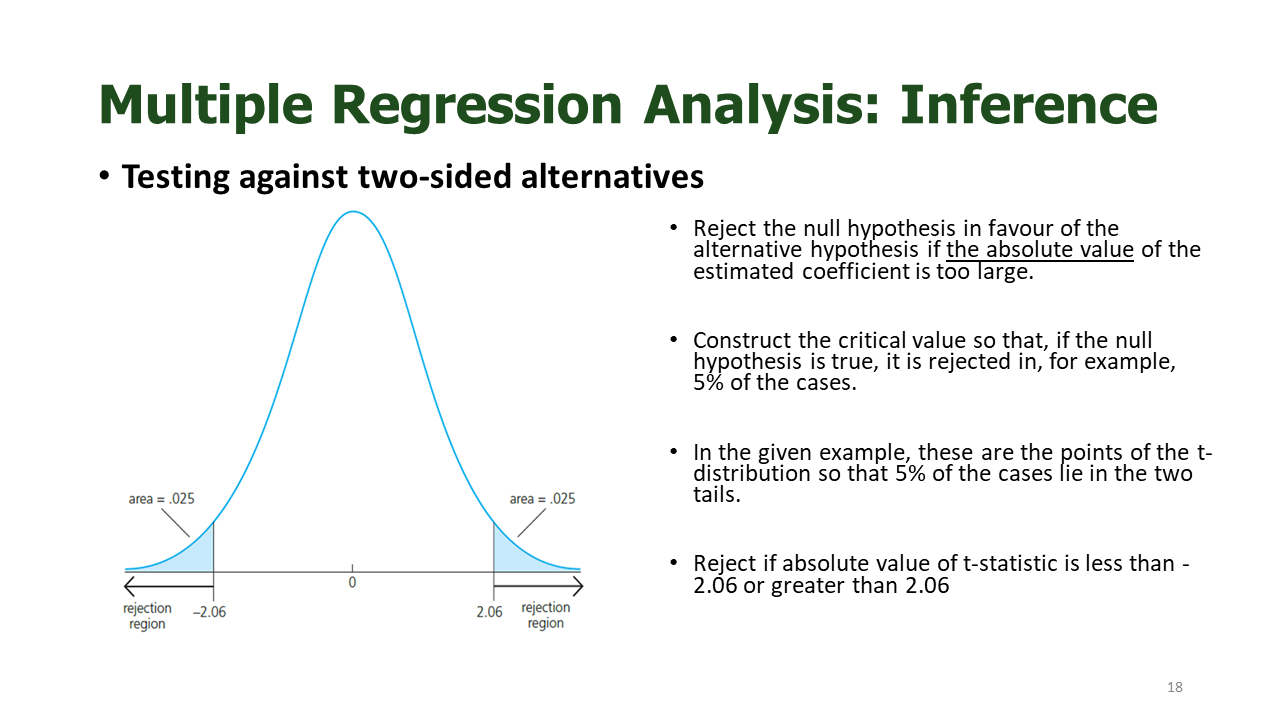 Multiple Regression Analysis: Inference
• Testing against two-sided alternatives
• Reject the null hypothesis in favour of the
alternative hypothesis if the absolute value of the
estimated coefficient is too large.
• Construct the critical value so that, if the null
hypothesis is true, it is rejected in, for example,
5% of the cases.
• In the given example, these are the points of the t-
distribution so that 5% of the cases lie in the two
tails.
• Reject if absolute value of t-statistic is less than -
2.06 or greater than 2.06
area = .025
area = .025
0
rejection
region
–2.06
2.06
rejection
region
18